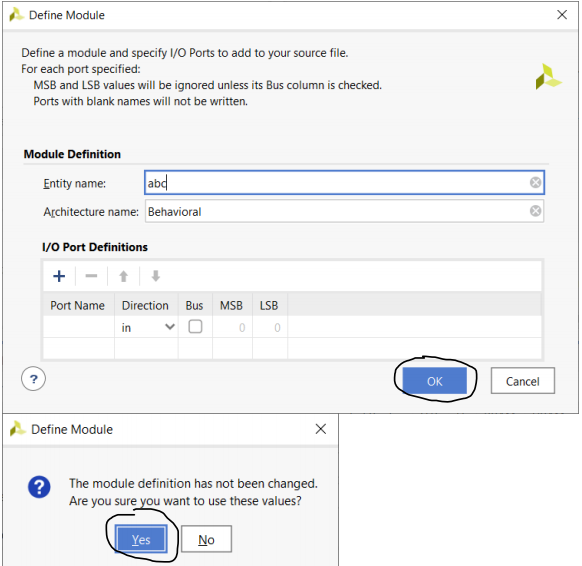 Define Module
Define a module and specify I/O Ports to add to your source file.
For each port specified:
MSB and LSB values will be ignored unless its Bus column is checked.
Ports with blank names will not be written.
Module Definition
Entity name: abc
Architecture name: Behavioral
I/O Port Definitions
Port Name Direction Bus MSB LSB
in 0 0
? OK Cancel
Define Module
The module definition has not been changed.
Are you sure you want to use these values?
Yes No